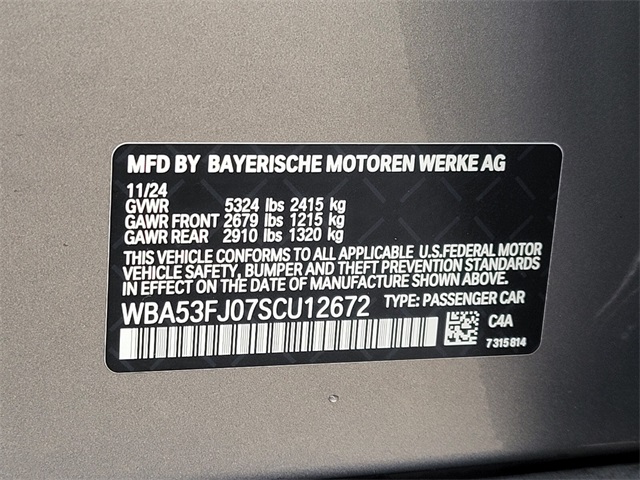 MFD BY BAYERISCHE MOTOREN WERKE AG
11/24
GVWR 5324 lbs 2415 kg
GAWR FRONT 2679 lbs 1215 kg
GAWR REAR 2910 lbs 1320 kg
THIS VEHICLE CONFORMS TO ALL APPLICABLE U.S.FEDERAL MOTOR
VEHICLE SAFETY, BUMPER AND THEFT PREVENTION STANDARDS
IN EFFECT ON THE DATE OF MANUFACTURE SHOWN ABOVE.
WBA53FJ07SCU12672 TYPE: PASSENGER CAR
C4A
7315814